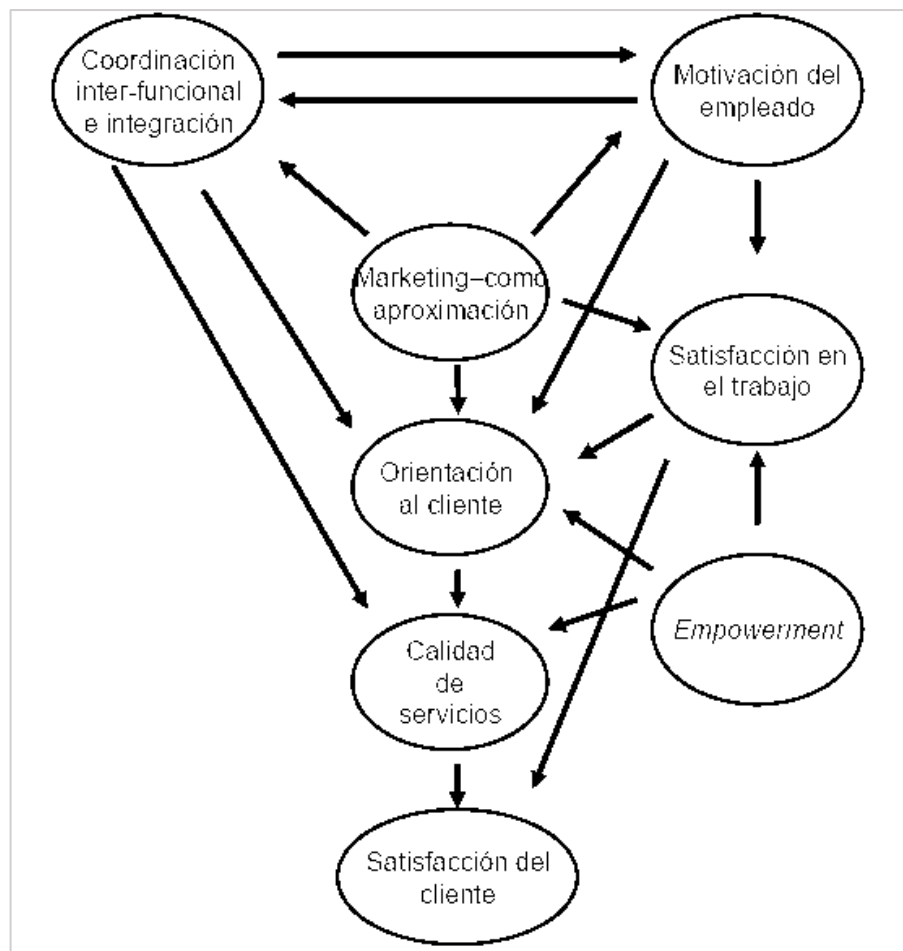 Coordinación
inter-funcional
e integración
Motivación del
empleado
Marketing–como
aproximación
Satisfacción en
el trabajo
Orientación
al cliente
Empowerment
Calidad
de
servicios
Satisfacción del
cliente